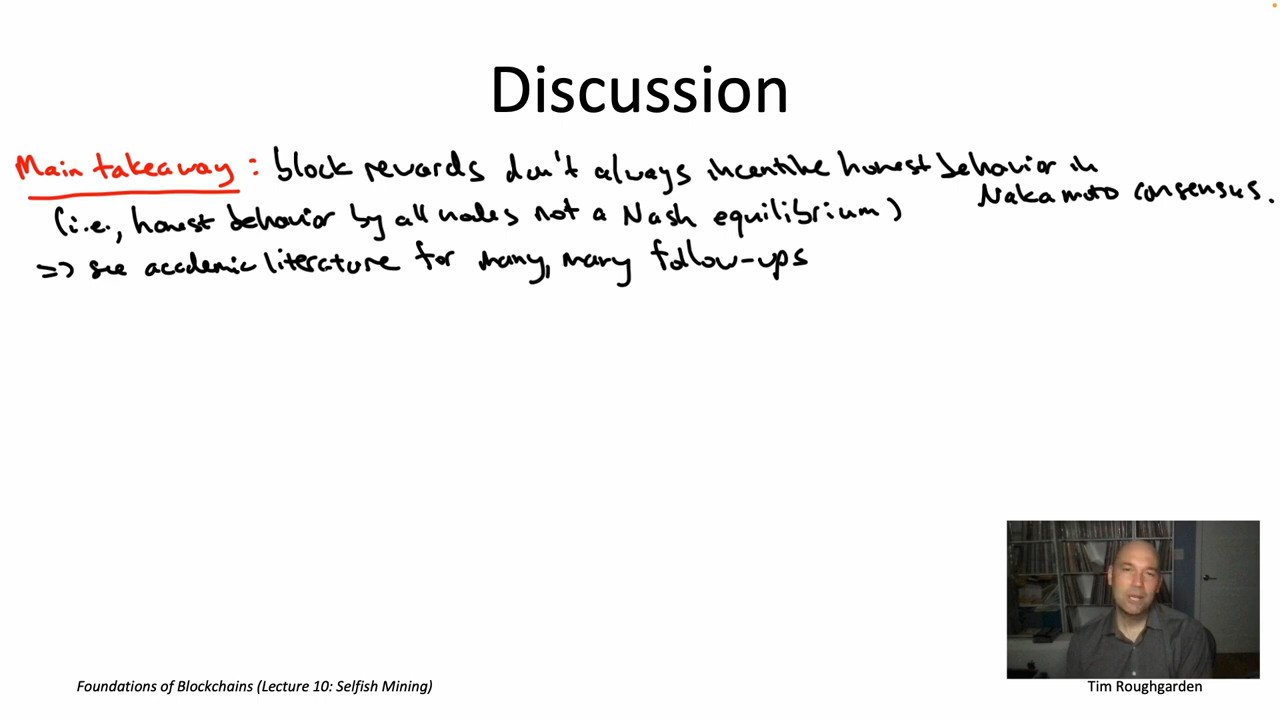 Discussion
Main takeaway: block rewards don't always incentive honest behavior in
Nakamoto consensus.
(i.e., honest behavior by all nodes not a Nash equilibrium)
=> see academic literature for many, many follow-ups
Foundations of Blockchains (Lecture 10: Selfish Mining)
Tim Roughgarden